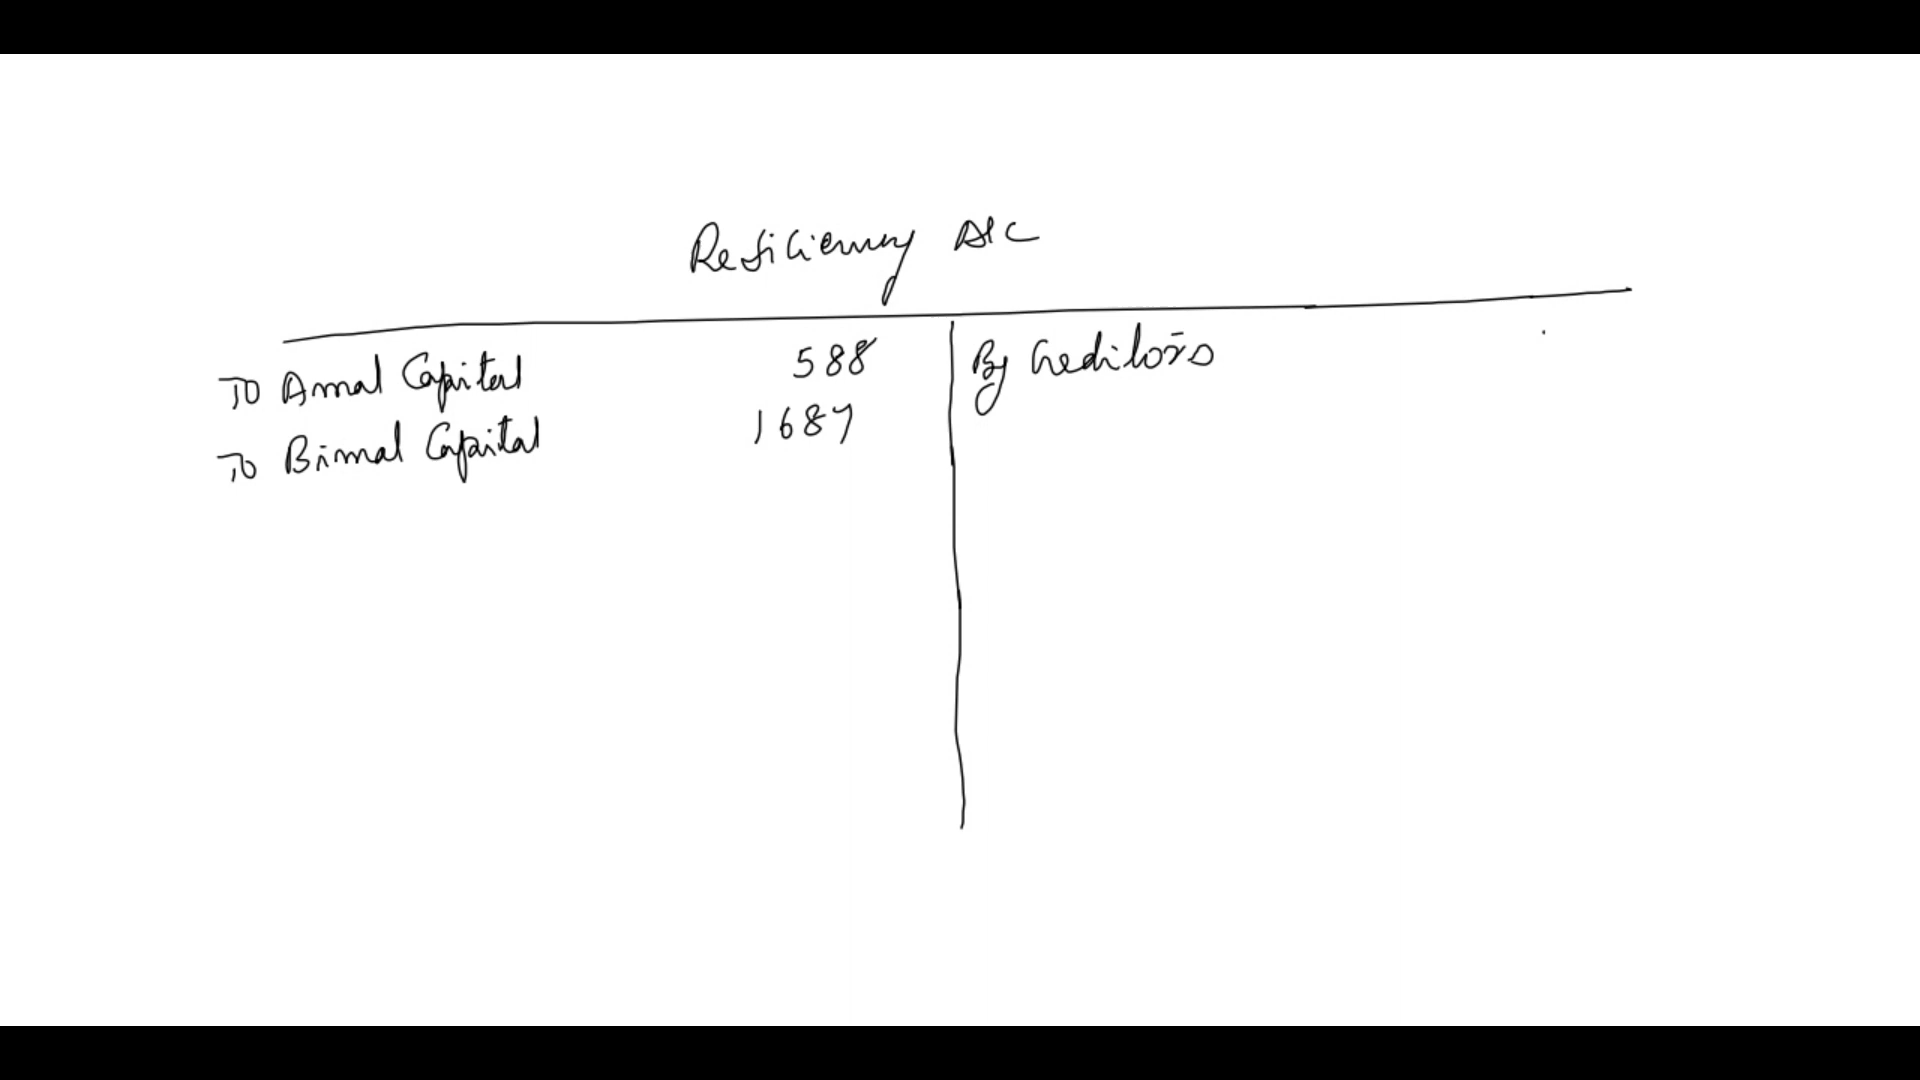 Deficiency A/C
To Amal Capital 588
To Bimal Capital 1687
By Creditors